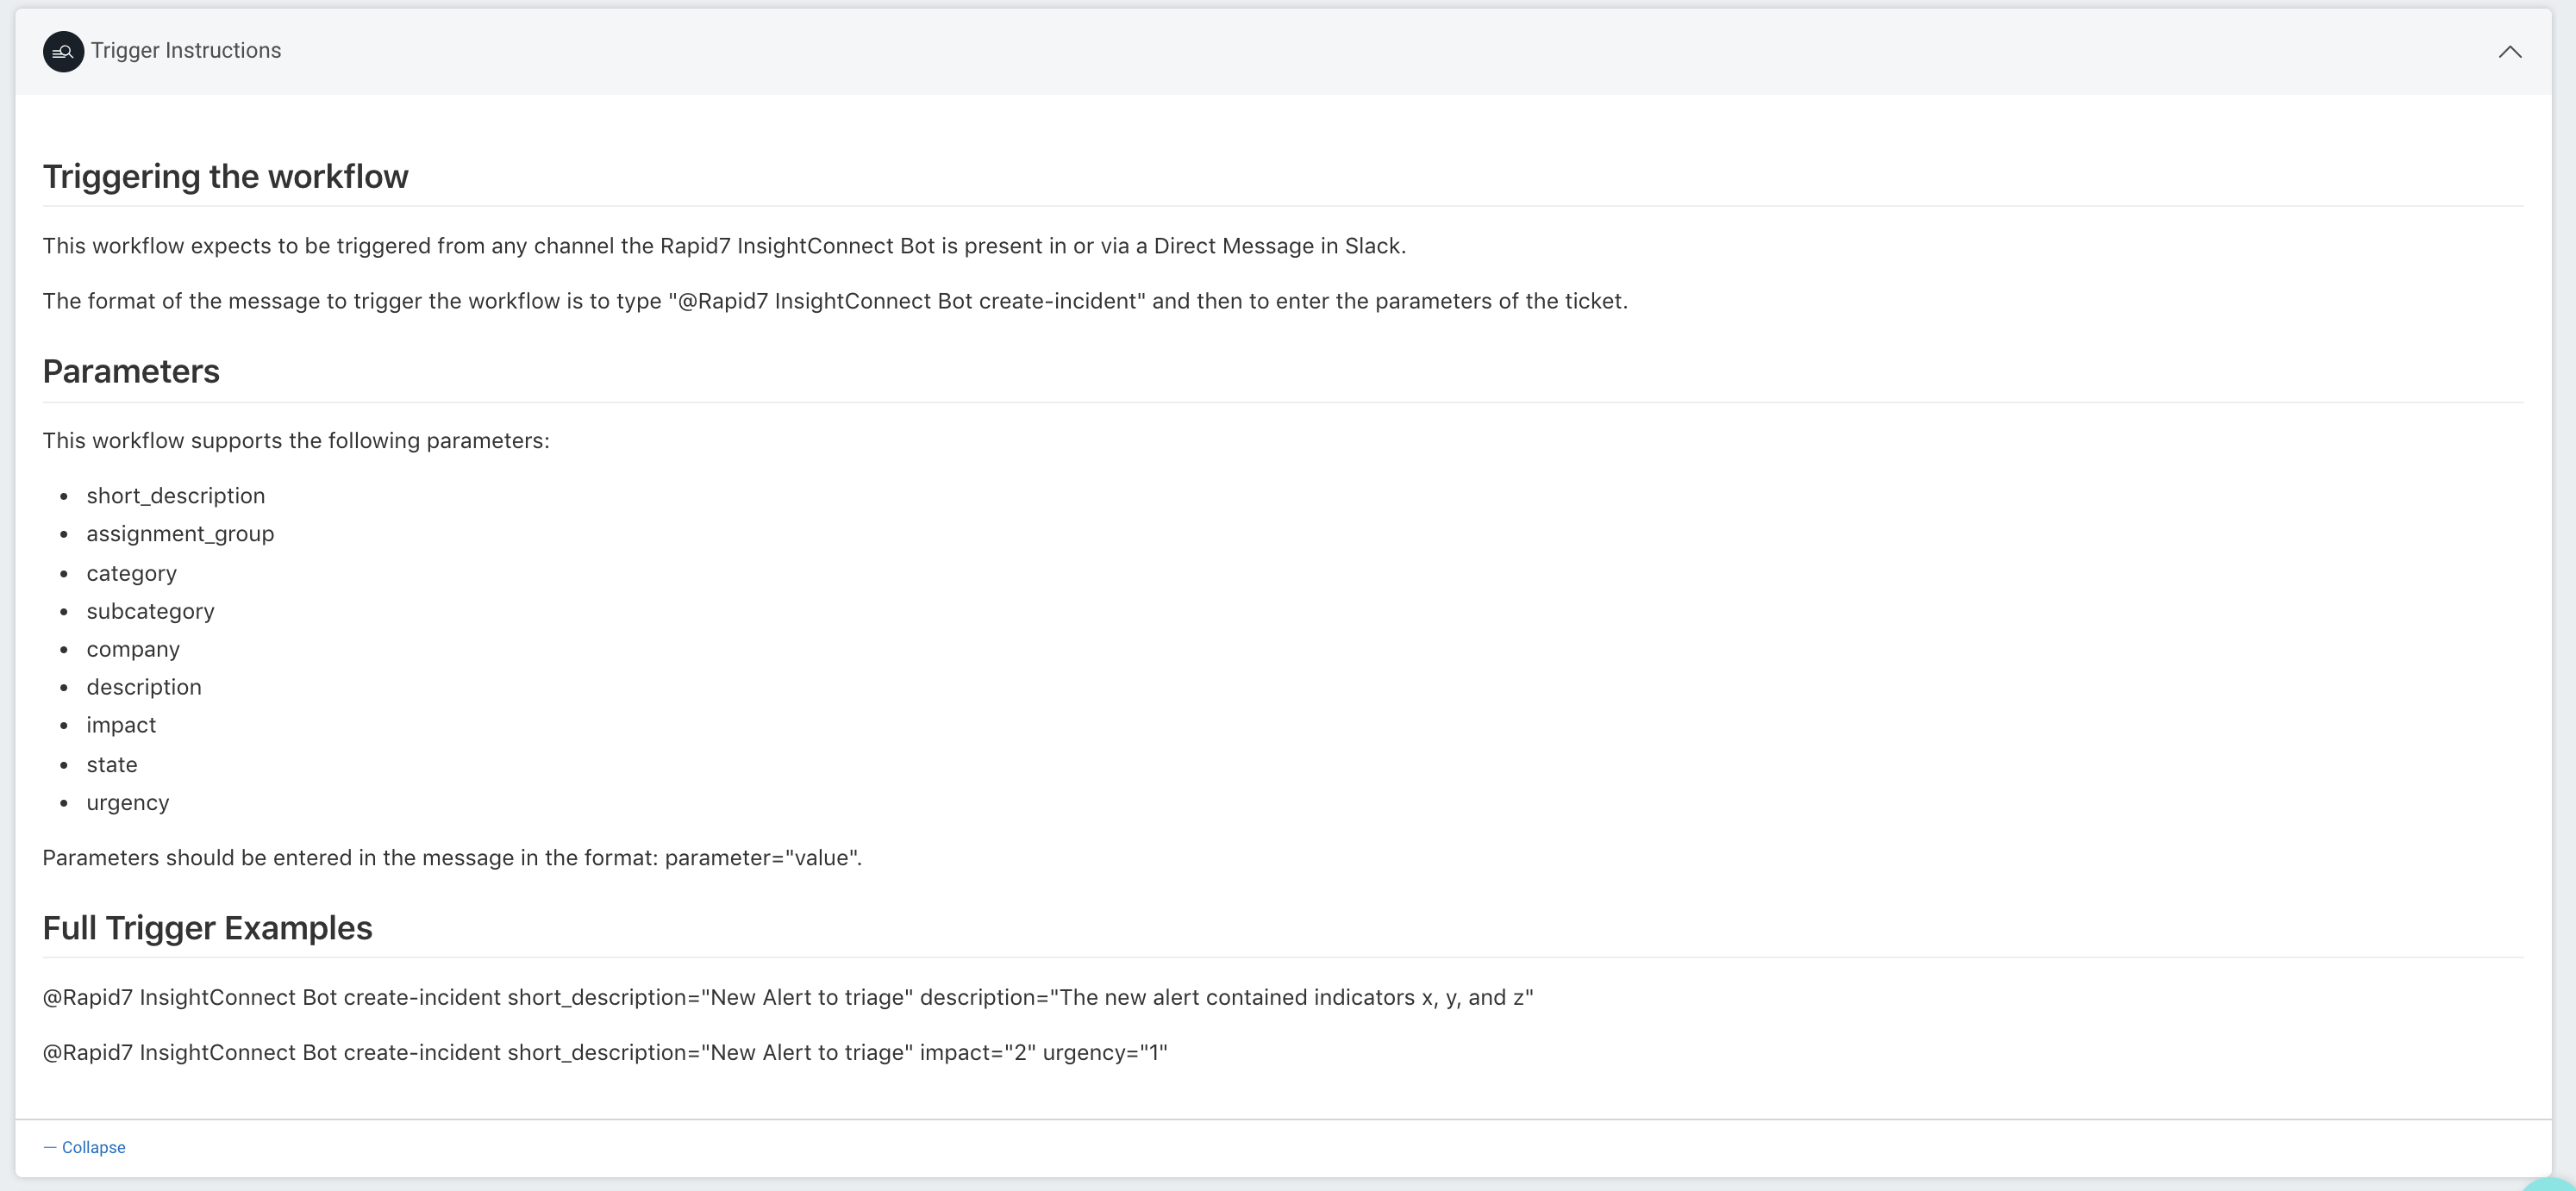 Trigger Instructions
Triggering the workflow
This workflow expects to be triggered from any channel the Rapid7 InsightConnect Bot is present in or via a Direct Message in Slack.
The format of the message to trigger the workflow is to type "@Rapid7 InsightConnect Bot create-incident" and then to enter the parameters of the ticket.
Parameters
This workflow supports the following parameters:
• short_description
• assignment_group
• category
• subcategory
• company
• description
• impact
• state
• urgency
Parameters should be entered in the message in the format: parameter="value".
Full Trigger Examples
@Rapid7 InsightConnect Bot create-incident short_description="New Alert to triage" description="The new alert contained indicators x, y, and z"
@Rapid7 InsightConnect Bot create-incident short_description="New Alert to triage" impact="2" urgency="1"
— Collapse